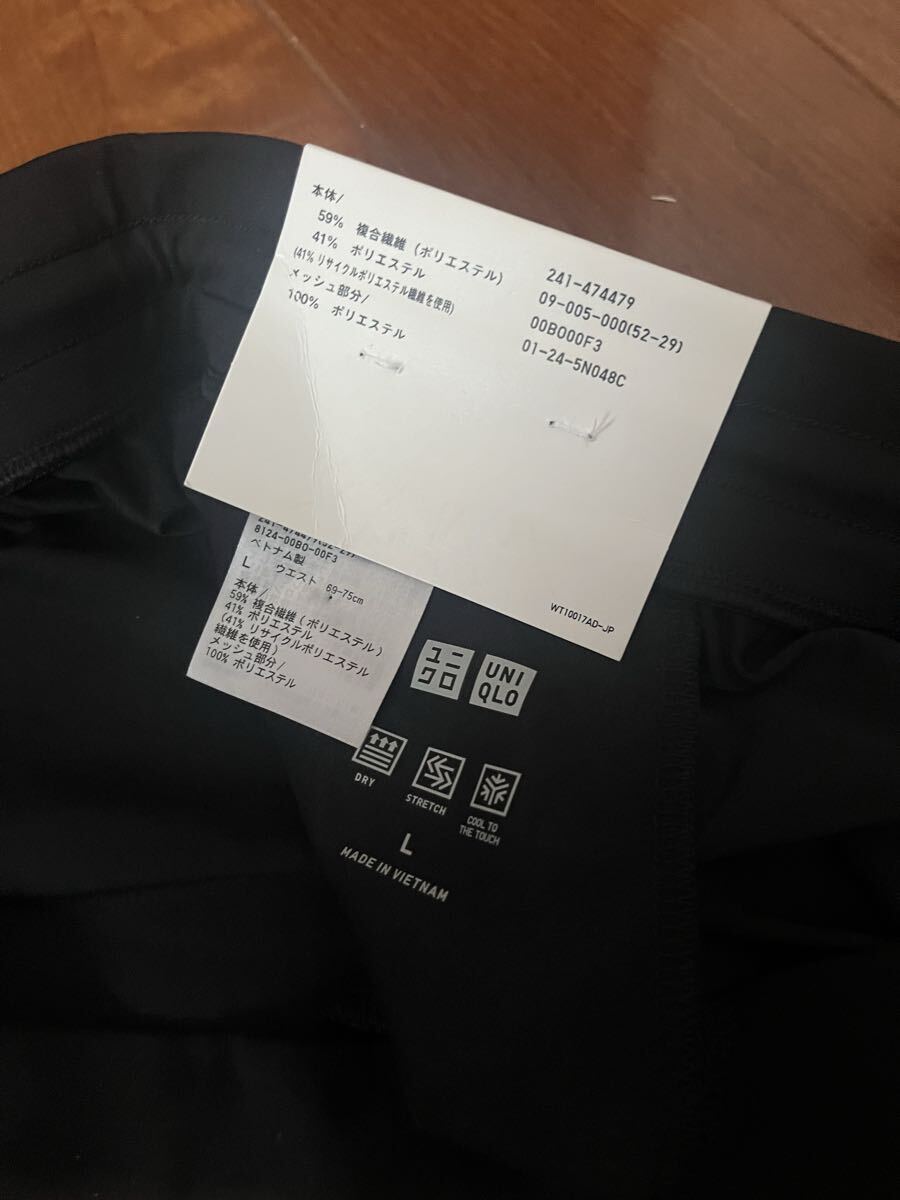 本体/
59% 複合繊維 (ポリエステル)
41% ポリエステル
(41% リサイクルポリエステル繊維を使用)
メッシュ部分/
100% ポリエステル
241-474479
09-005-000(52-29)
00B000F3
01-24-5N048C
WT10017AD-JP
241-474479(52-29)
8124-00B0-00F3
ベトナム製
L ウエスト 69-75cm
本体/
59% 複合繊維 (ポリエステル)
41% ポリエステル
(41% リサイクルポリエステル
繊維を使用)
メッシュ部分/
100% ポリエステル
ユニ
クロ
UNI
QLO
DRY
STRETCH
COOL TO
THE TOUCH
L
MADE IN VIETNAM